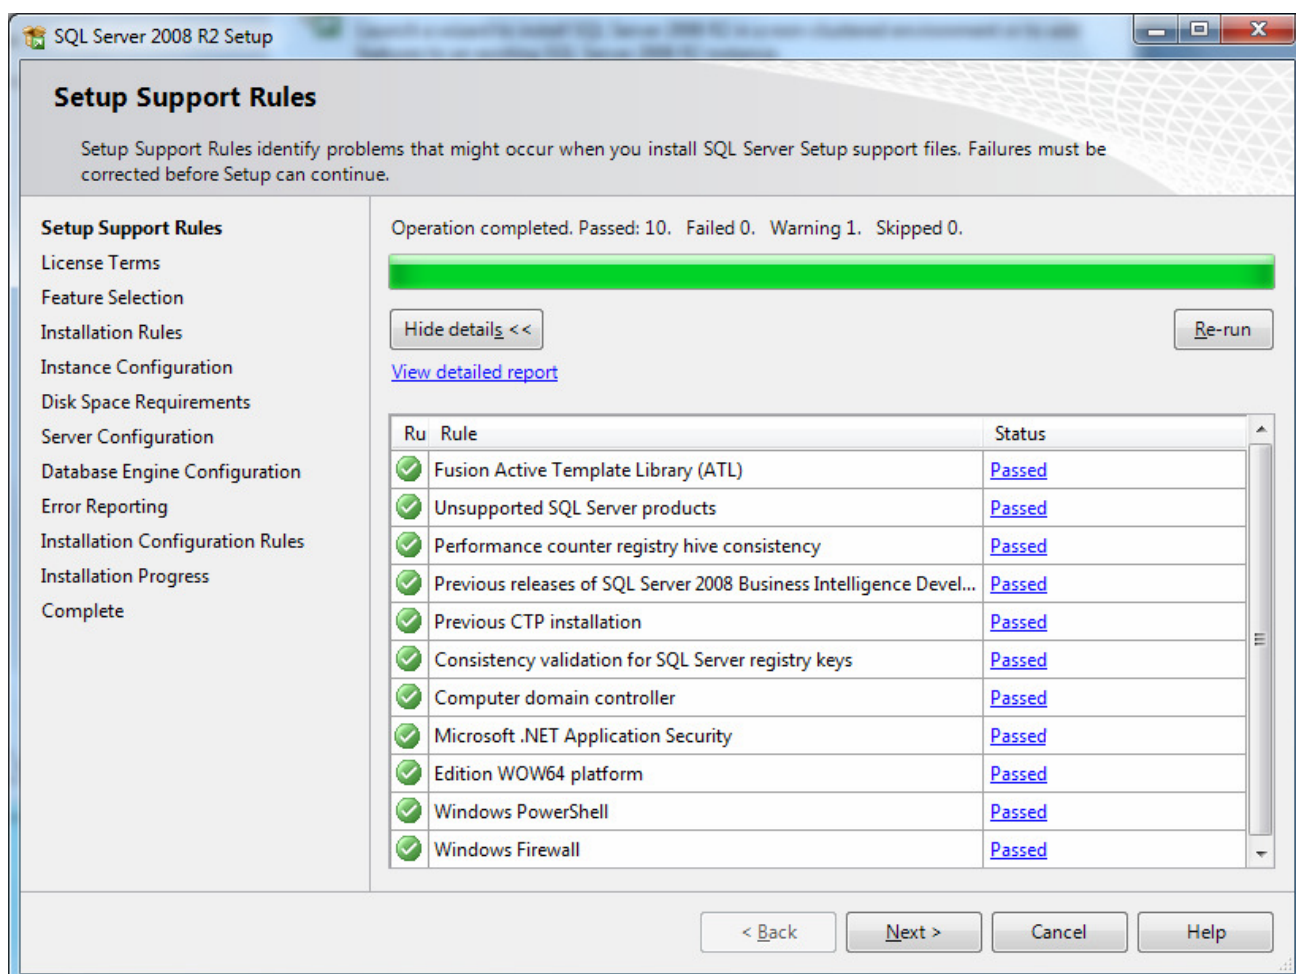 SQL Server 2008 R2 Setup
Setup Support Rules
Setup Support Rules identify problems that might occur when you install SQL Server Setup support files. Failures must be
corrected before Setup can continue.
Setup Support Rules
License Terms
Feature Selection
Installation Rules
Instance Configuration
Disk Space Requirements
Server Configuration
Database Engine Configuration
Error Reporting
Installation Configuration Rules
Installation Progress
Complete
Operation completed. Passed: 10. Failed 0. Warning 1. Skipped 0.
Hide details <<
Re-run
View detailed report
Ru Rule Status
Fusion Active Template Library (ATL) Passed
Unsupported SQL Server products Passed
Performance counter registry hive consistency Passed
Previous releases of SQL Server 2008 Business Intelligence Devel... Passed
Previous CTP installation Passed
Consistency validation for SQL Server registry keys Passed
Computer domain controller Passed
Microsoft .NET Application Security Passed
Edition WOW64 platform Passed
Windows PowerShell Passed
Windows Firewall Passed
< Back Next > Cancel Help